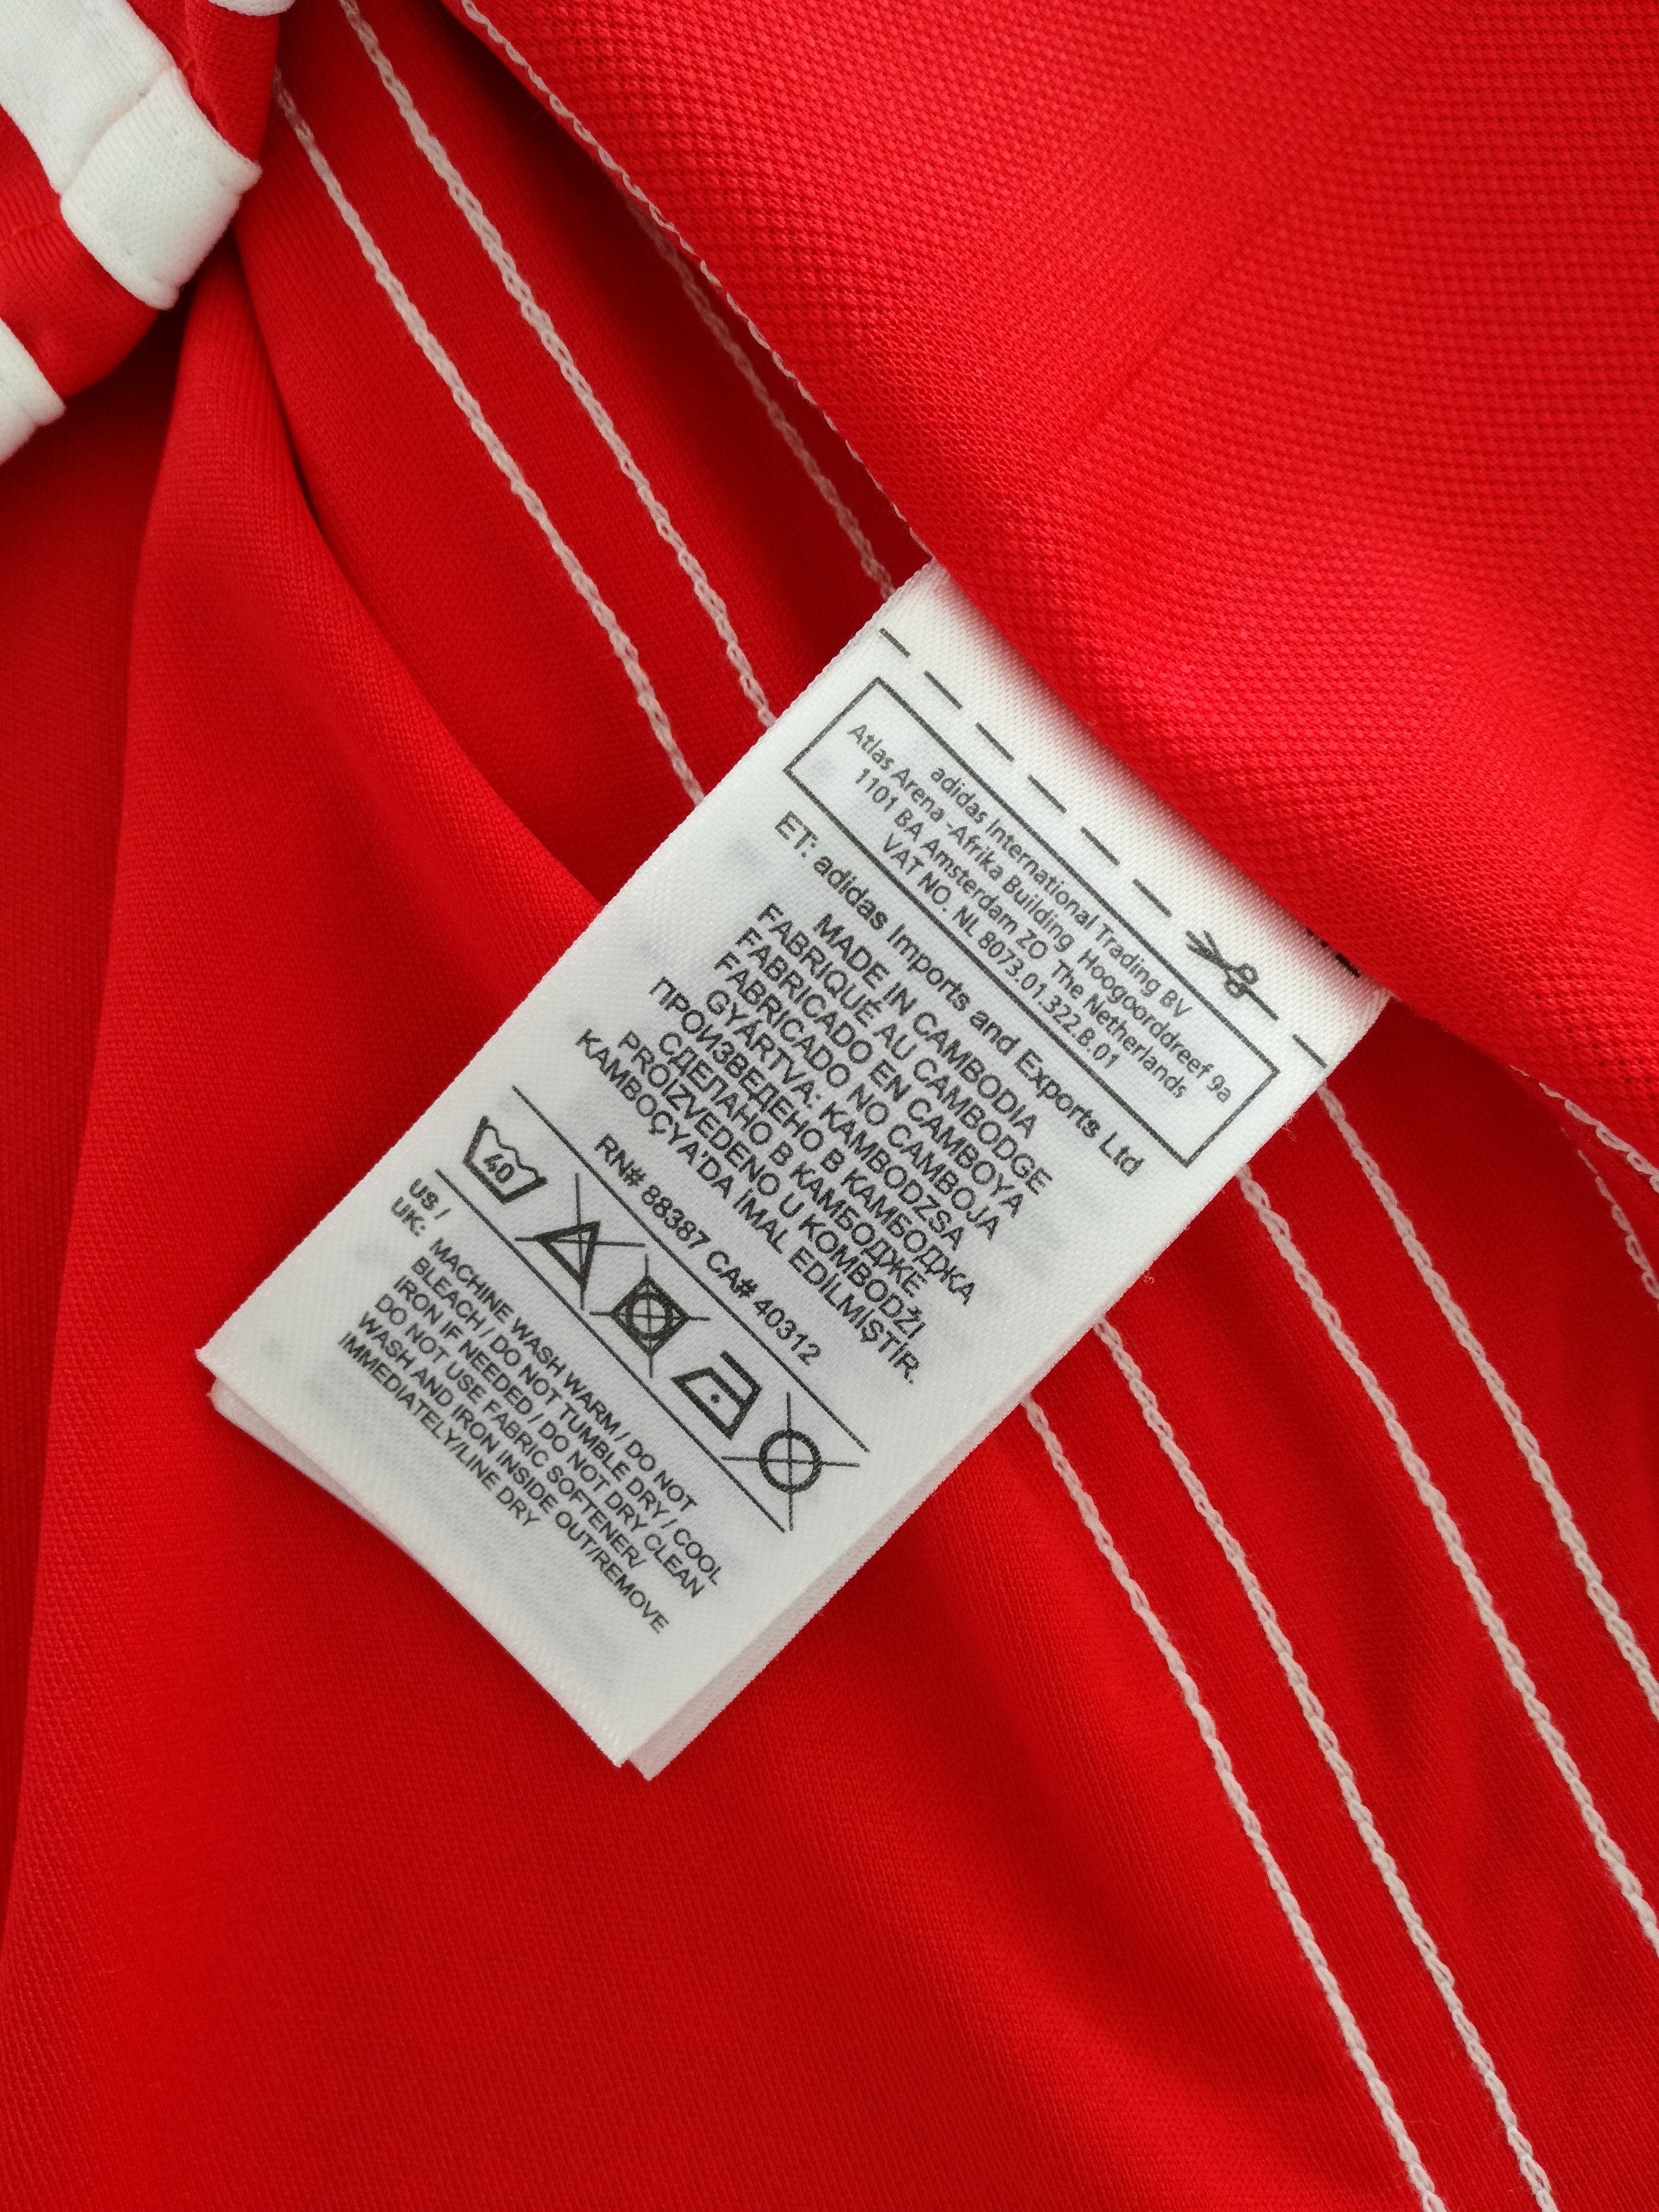 adidas International Trading BV
Atlas Arena -Afrika Building Hoogoorddreef 9a
1101 BA Amsterdam ZO The Netherlands
VAT NO. NL 8073.01.322.B.01
ET: adidas Imports and Exports Ltd
MADE IN CAMBODIA
FABRIQUÉ AU CAMBODGE
FABRICADO EN CAMBOYA
FABRICADO NO CAMBOJA
GYÁRTVA: KAMBODZSA
ПРОИЗВЕДЕНО В КАМБОДЖА
СДЕЛАНО В КАМБОДЖЕ
PROIZVEDENO U KOMBODŽI
KAMBOÇYA'DA İMAL EDİLMİŞTİR.
RN# 88387 CA# 40312
40
US /
UK: MACHINE WASH WARM / DO NOT
BLEACH / DO NOT TUMBLE DRY / COOL
IRON IF NEEDED / DO NOT DRY CLEAN
DO NOT USE FABRIC SOFTENER/
WASH AND IRON INSIDE OUT/REMOVE
IMMEDIATELY/LINE DRY